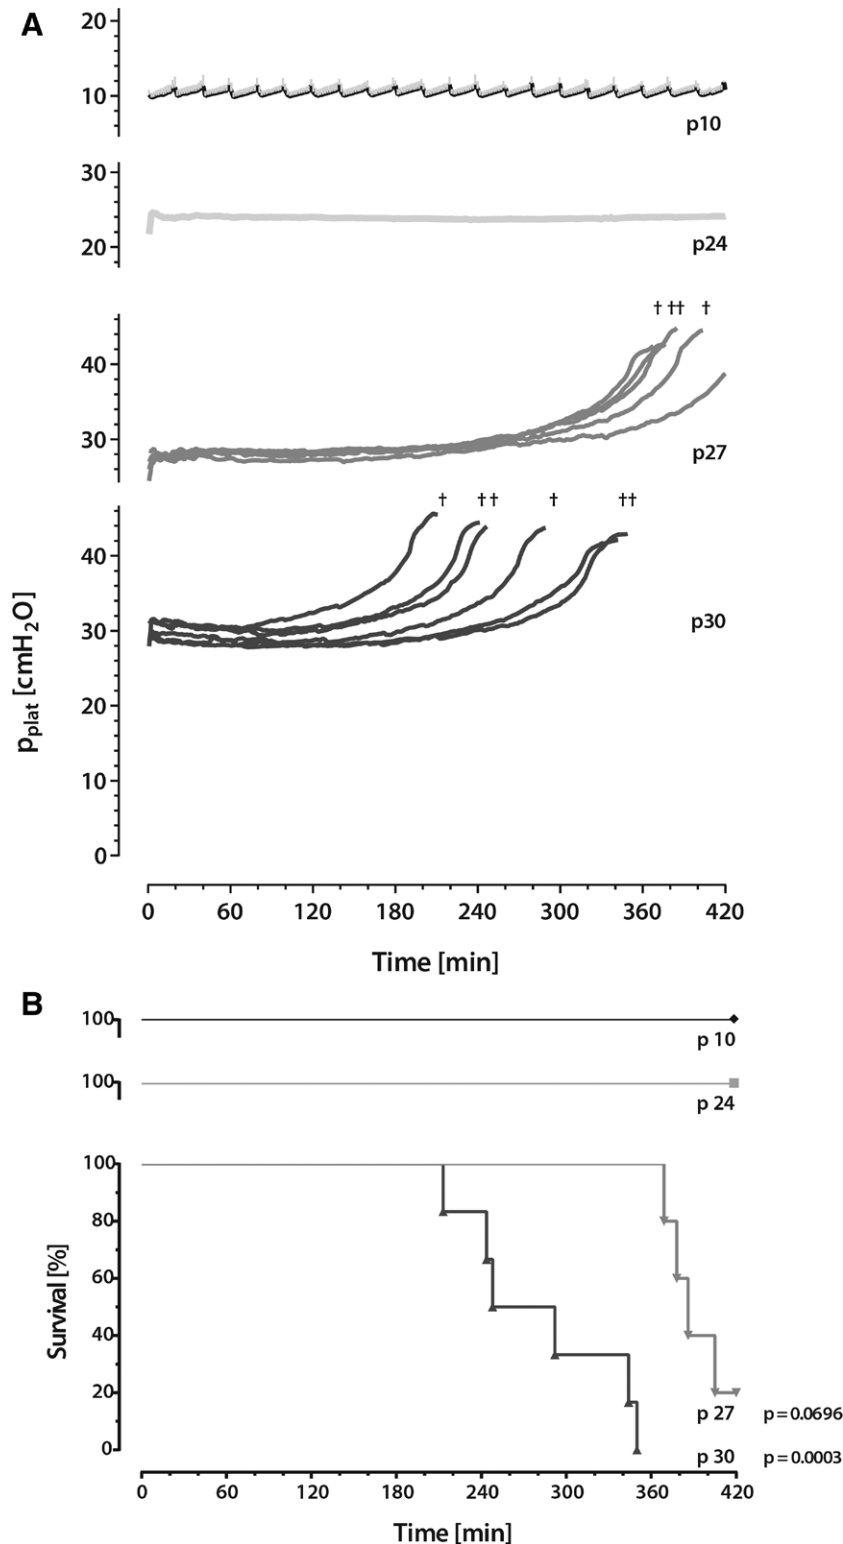 A
20
10
p10
30
20
p24
† †† †
40
30
p27
† †† † ††
40
30
20
10
0
p30
pplat [cmH2O]
0 60 120 180 240 300 360 420
Time [min]
B
100
p 10
100
p 24
100
80
60
40
20
0
Survival [%]
p 27 p = 0.0696
p 30 p = 0.0003
0 60 120 180 240 300 360 420
Time [min]